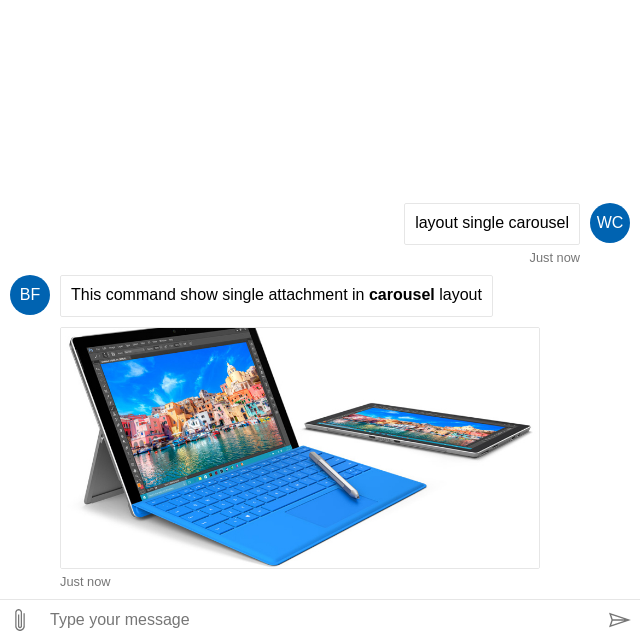 layout single carousel
WC
Just now
BF
This command show single attachment in carousel layout
Just now
Type your message